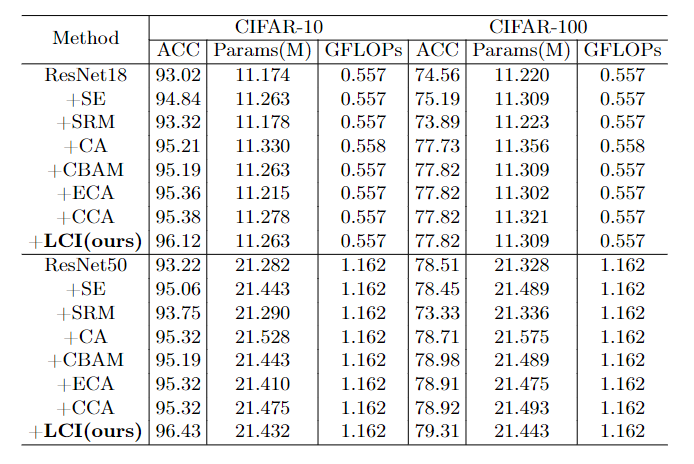 Method CIFAR-10 CIFAR-100
ACC Params(M) GFLOPs ACC Params(M) GFLOPs
ResNet18 93.02 11.174 0.557 74.56 11.220 0.557
+SE 94.84 11.263 0.557 75.19 11.309 0.557
+SRM 93.32 11.178 0.557 73.89 11.223 0.557
+CA 95.21 11.330 0.558 77.73 11.356 0.558
+CBAM 95.19 11.263 0.557 77.82 11.309 0.557
+ECA 95.36 11.215 0.557 77.82 11.302 0.557
+CCA 95.38 11.278 0.557 77.82 11.321 0.557
+LCI(ours) 96.12 11.263 0.557 77.82 11.309 0.557
ResNet50 93.22 21.282 1.162 78.51 21.328 1.162
+SE 95.06 21.443 1.162 78.45 21.489 1.162
+SRM 93.75 21.290 1.162 73.33 21.336 1.162
+CA 95.32 21.528 1.162 78.71 21.575 1.162
+CBAM 95.19 21.443 1.162 78.98 21.489 1.162
+ECA 95.32 21.410 1.162 78.91 21.475 1.162
+CCA 95.32 21.475 1.162 78.92 21.493 1.162
+LCI(ours) 96.43 21.432 1.162 79.31 21.443 1.162